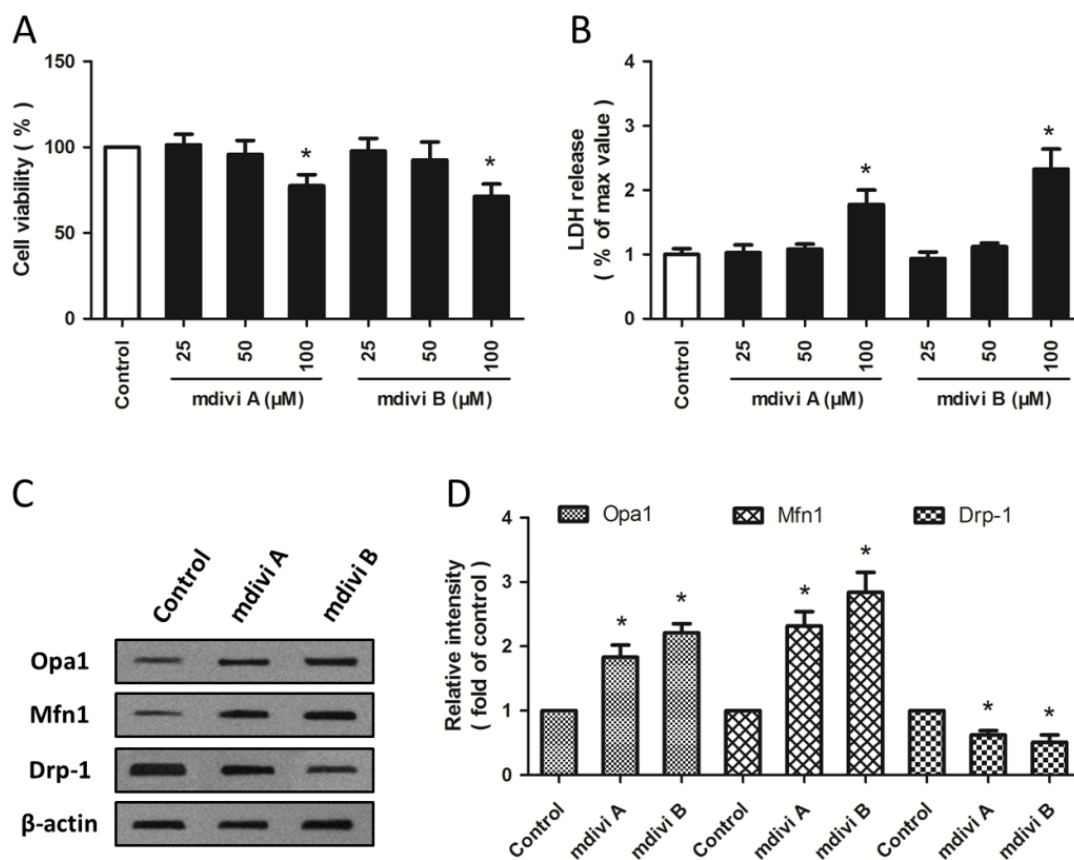 A
Cell viability ( % )
150
100
50
0
*
*
Control
25
50
100
25
50
100
mdivi A (μM)
mdivi B (μM)
B
LDH release
( % of max value)
4
3
2
1
0
*
*
Control
25
50
100
25
50
100
mdivi A (μM)
mdivi B (μM)
C
Control
mdivi A
mdivi B
Opa1
Mfn1
Drp-1
β-actin
D
Opa1
Mfn1
Drp-1
Relative intensity
( fold of control)
4
3
2
1
0
*
*
*
*
*
*
Control
mdivi A
mdivi B
Control
mdivi A
mdivi B
Control
mdivi A
mdivi B